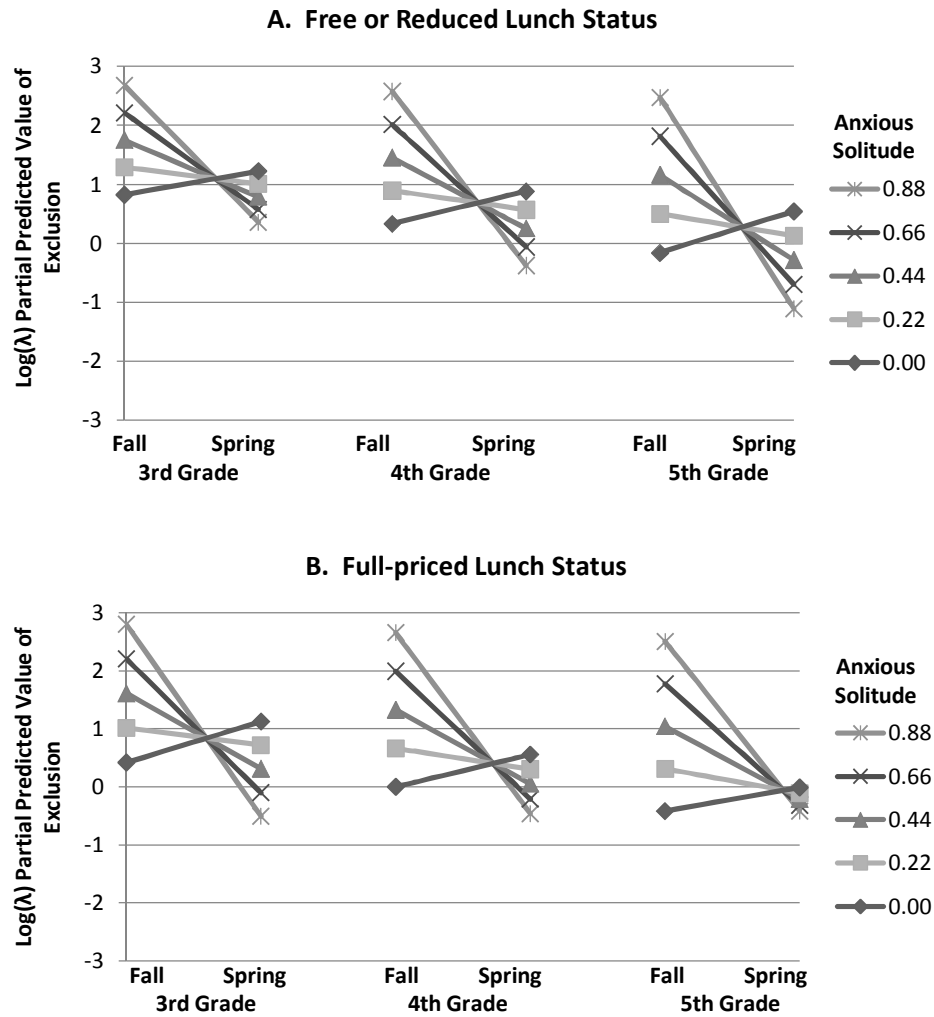 A. Free or Reduced Lunch Status
Log(λ) Partial Predicted Value of
Exclusion
3
2
1
0
-1
-2
-3
Fall Spring Fall Spring Fall Spring
3rd Grade 4th Grade 5th Grade
Anxious
Solitude
0.88
0.66
0.44
0.22
0.00
B. Full-priced Lunch Status
Log(λ) Partial Predicted Value of
Exclusion
3
2
1
0
-1
-2
-3
Fall Spring Fall Spring Fall Spring
3rd Grade 4th Grade 5th Grade
Anxious
Solitude
0.88
0.66
0.44
0.22
0.00